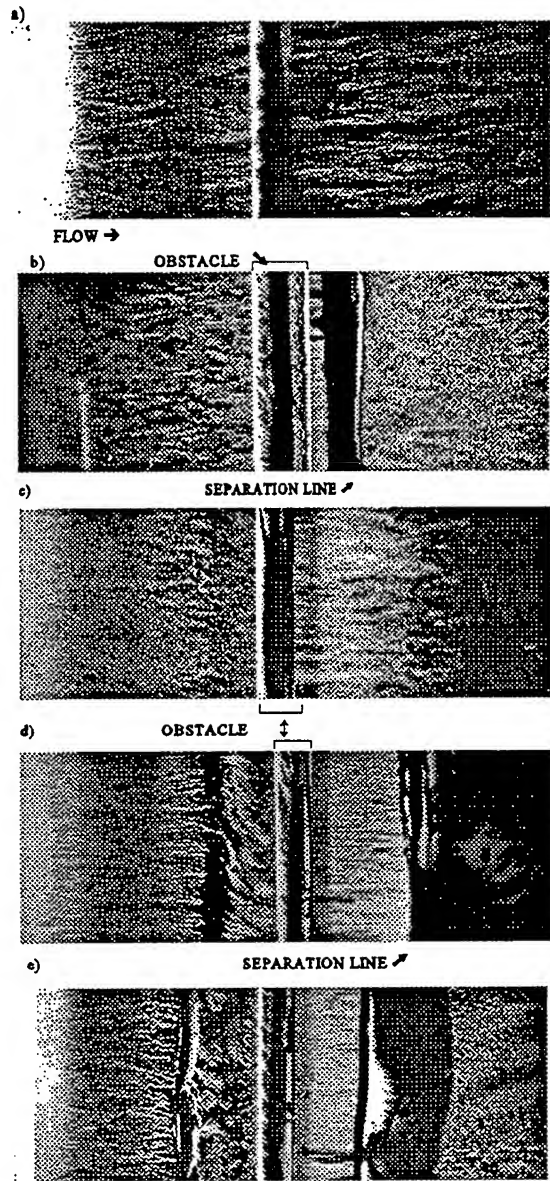 a)
FLOW →
OBSTACLE
b)
SEPARATION LINE
c)
OBSTACLE
d)
SEPARATION LINE
e)